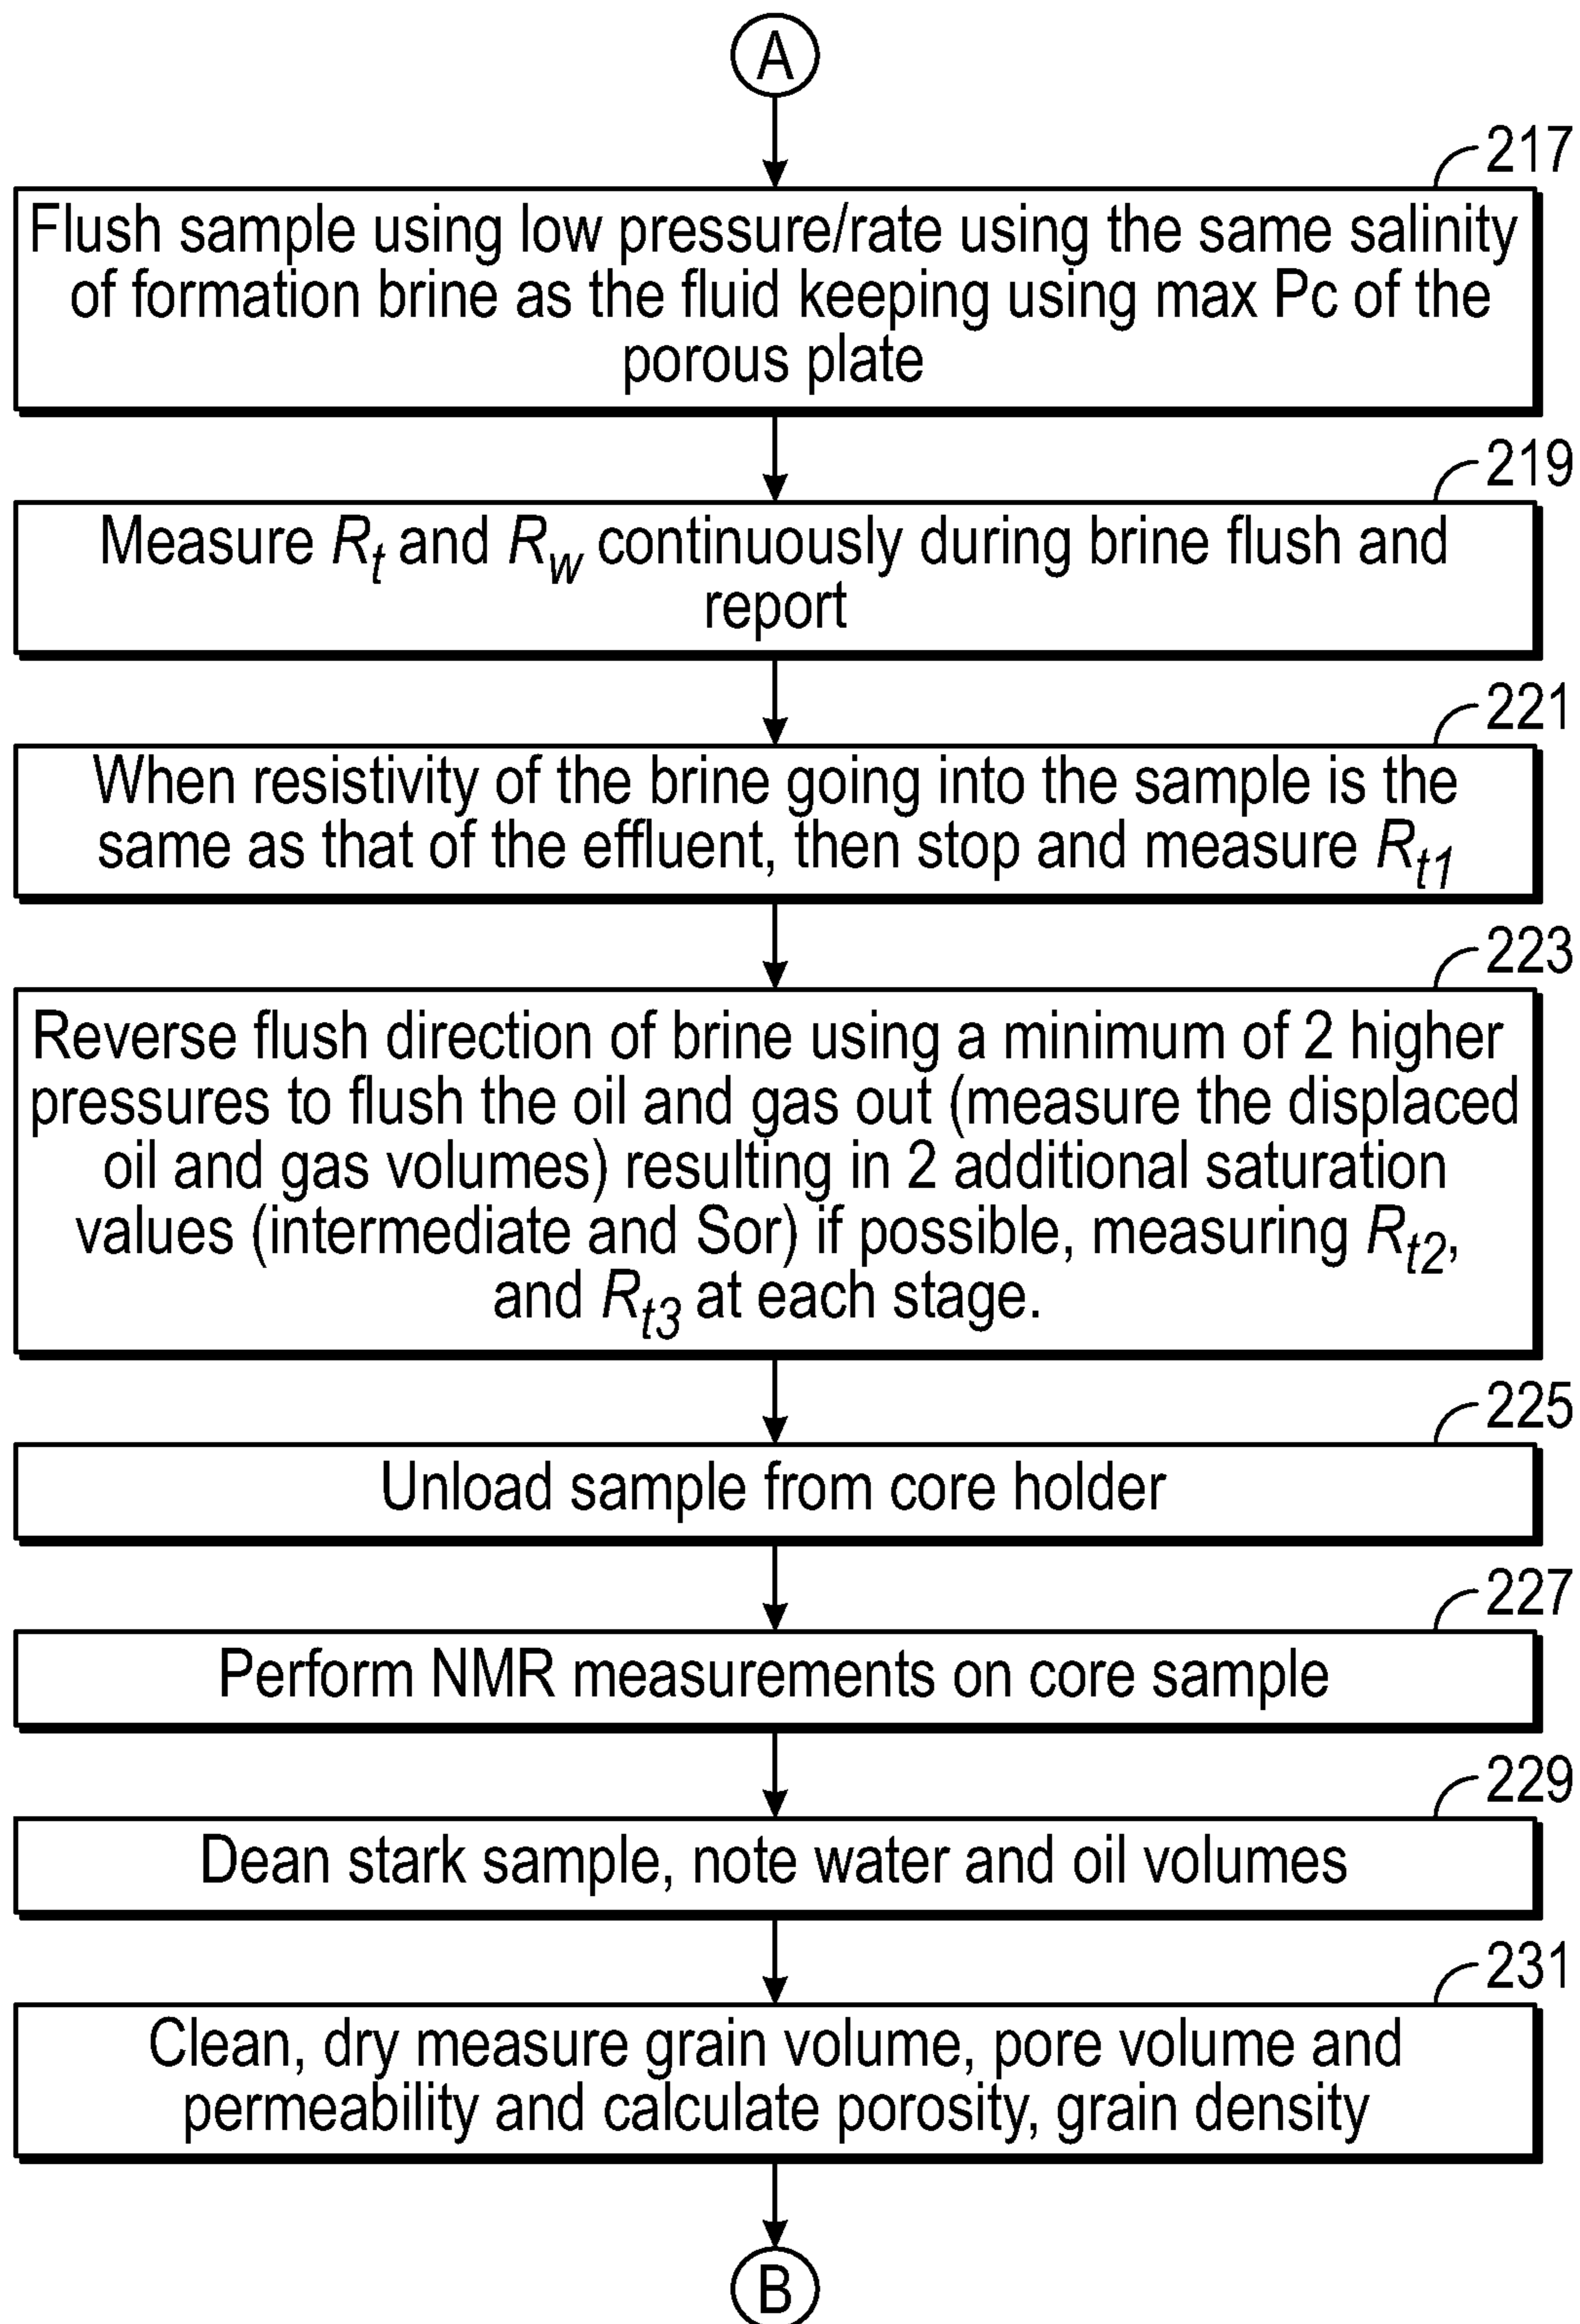 A
217
Flush sample using low pressure/rate using the same salinity
of formation brine as the fluid keeping using max Pc of the
porous plate
219
Measure Rt and Rw continuously during brine flush and
report
221
When resistivity of the brine going into the sample is the
same as that of the effluent, then stop and measure Rt1
223
Reverse flush direction of brine using a minimum of 2 higher
pressures to flush the oil and gas out (measure the displaced
oil and gas volumes) resulting in 2 additional saturation
values (intermediate and Sor) if possible, measuring Rt2,
and Rt3 at each stage.
225
Unload sample from core holder
227
Perform NMR measurements on core sample
229
Dean stark sample, note water and oil volumes
231
Clean, dry measure grain volume, pore volume and
permeability and calculate porosity, grain density
B